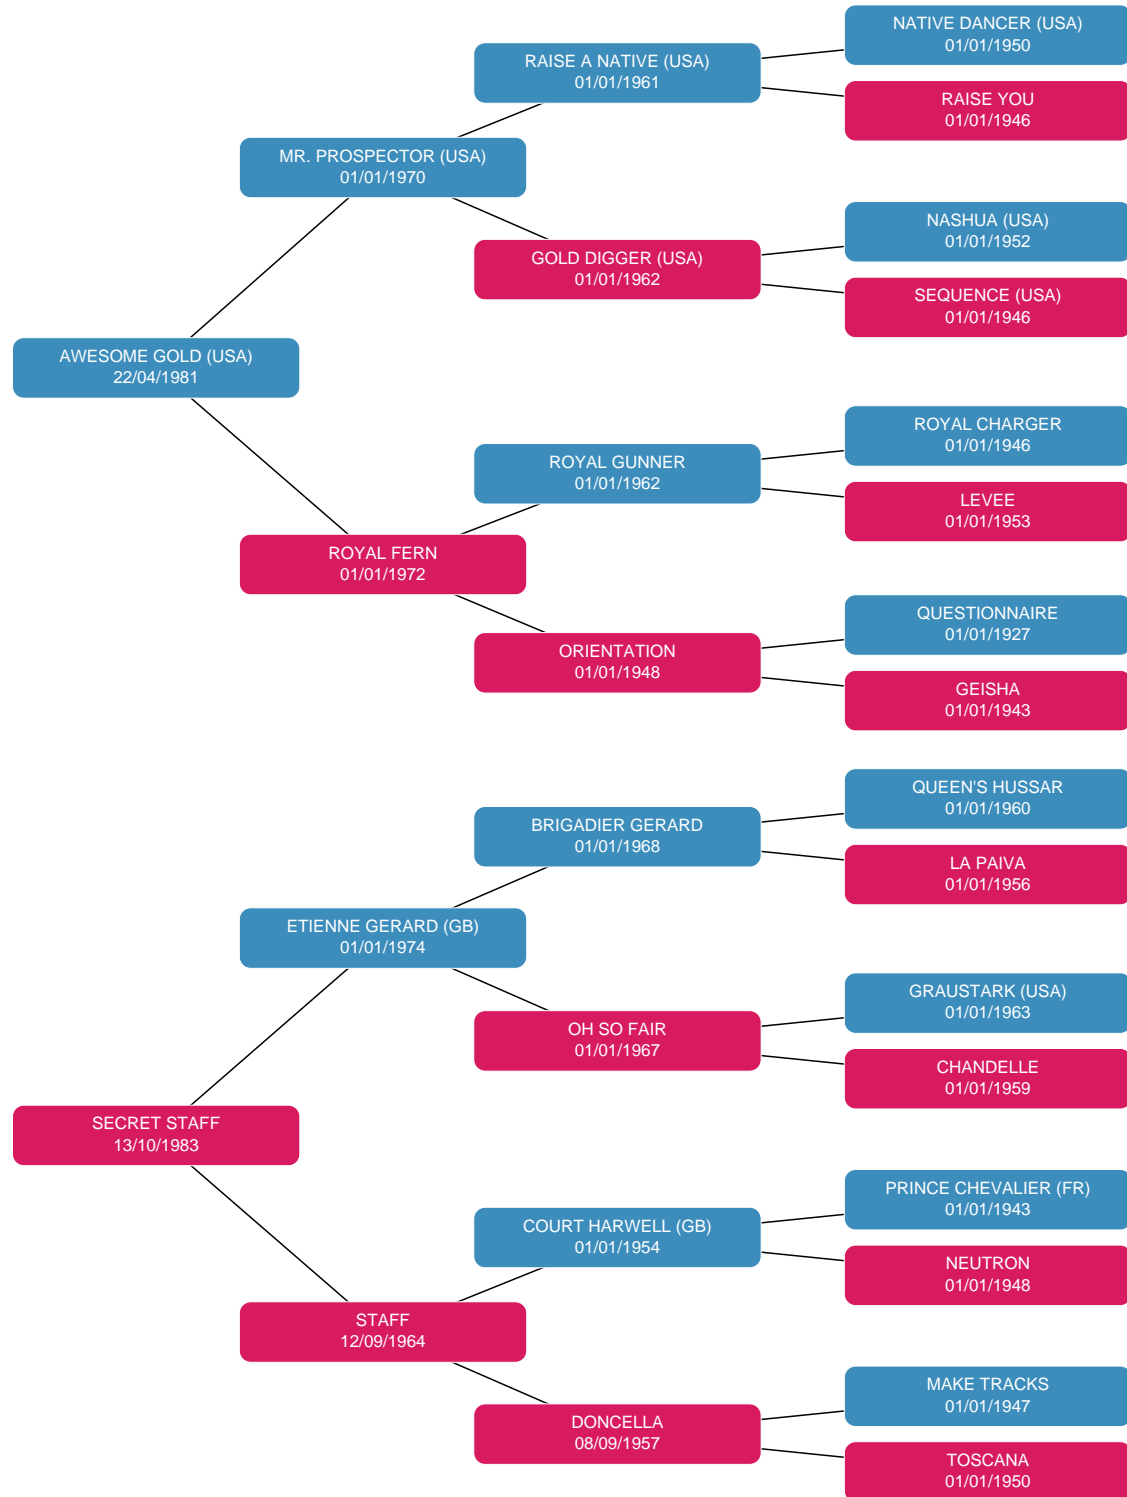 NATIVE DANCER (USA)
01/01/1950
RAISE A NATIVE (USA)
01/01/1961
RAISE YOU
01/01/1946
MR. PROSPECTOR (USA)
01/01/1970
NASHUA (USA)
01/01/1952
GOLD DIGGER (USA)
01/01/1962
SEQUENCE (USA)
01/01/1946
AWESOME GOLD (USA)
22/04/1981
ROYAL CHARGER
01/01/1946
ROYAL GUNNER
01/01/1962
LEVEE
01/01/1953
ROYAL FERN
01/01/1972
QUESTIONNAIRE
01/01/1927
ORIENTATION
01/01/1948
GEISHA
01/01/1943
QUEEN'S HUSSAR
01/01/1960
BRIGADIER GERARD
01/01/1968
LA PAIVA
01/01/1956
ETIENNE GERARD (GB)
01/01/1974
GRAUSTARK (USA)
01/01/1963
OH SO FAIR
01/01/1967
CHANDELLE
01/01/1959
SECRET STAFF
13/10/1983
PRINCE CHEVALIER (FR)
01/01/1943
COURT HARWELL (GB)
01/01/1954
NEUTRON
01/01/1948
STAFF
12/09/1964
MAKE TRACKS
01/01/1947
DONCELLA
08/09/1957
TOSCANA
01/01/1950